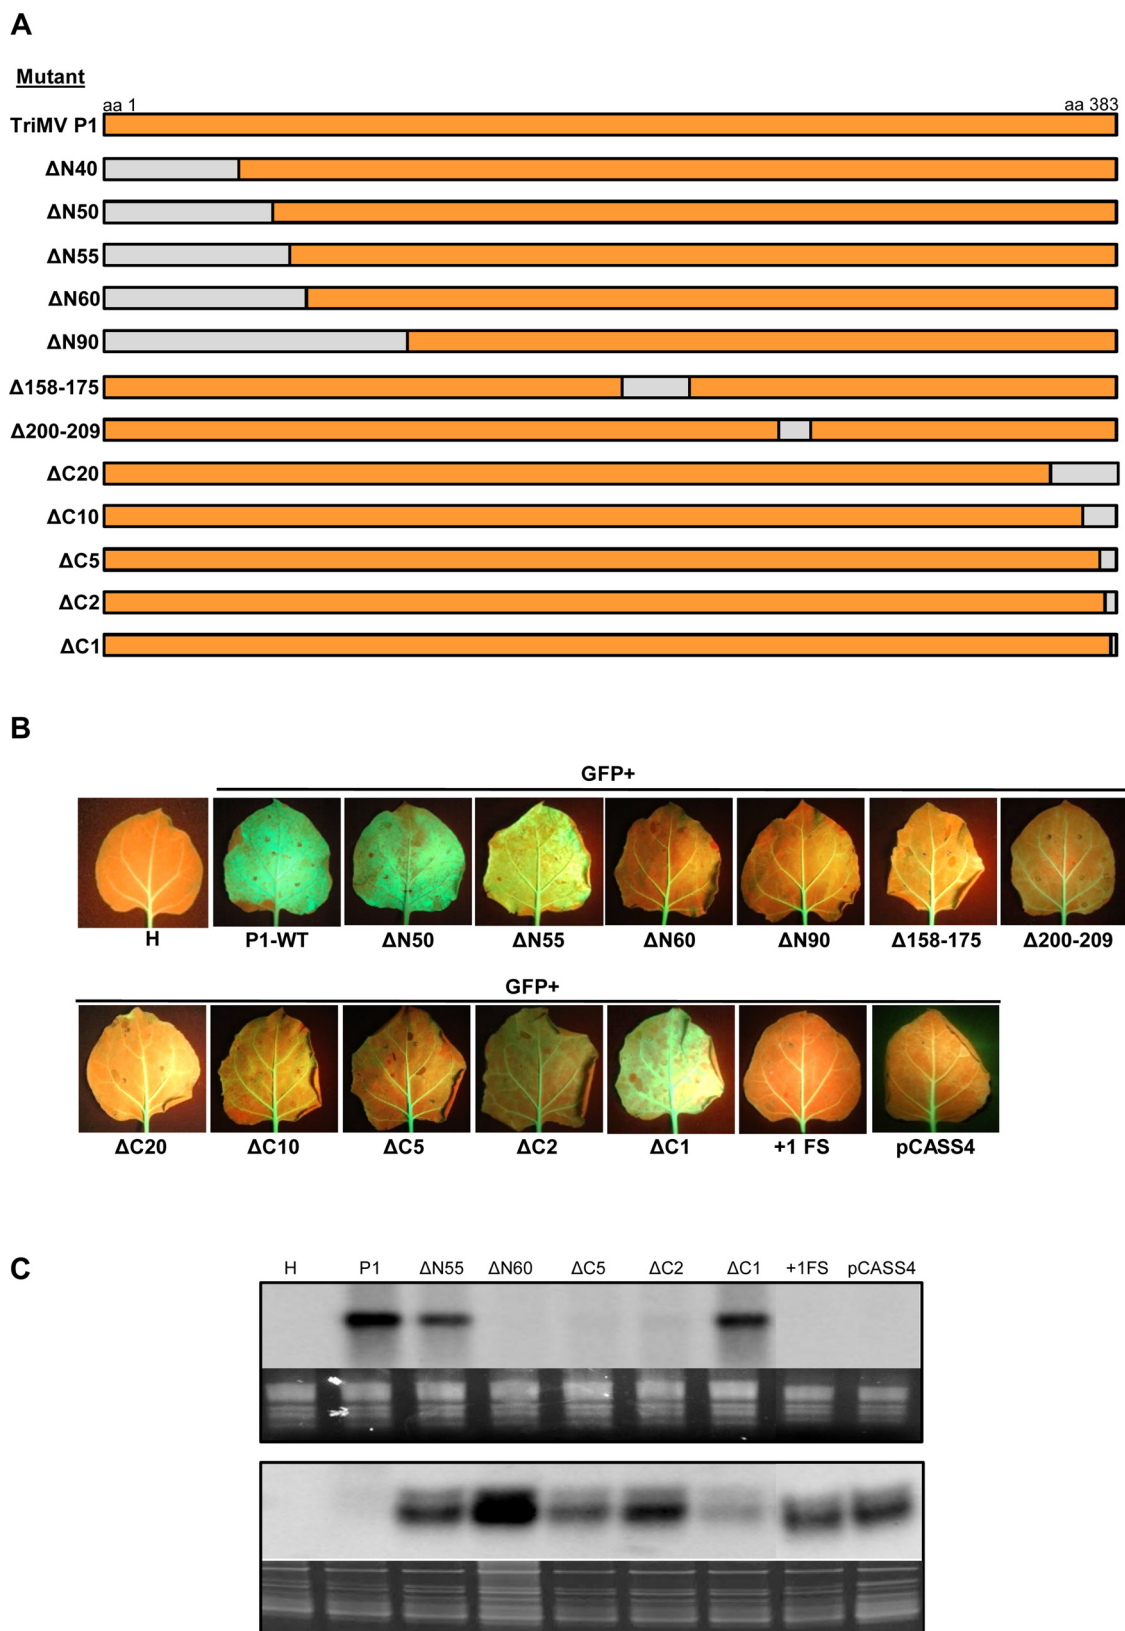 A
Mutant
aa 1 aa 383
TriMV P1
ΔN40
ΔN50
ΔN55
ΔN60
ΔN90
Δ158-175
Δ200-209
ΔC20
ΔC10
ΔC5
ΔC2
ΔC1
B
GFP+
H P1-WT ΔN50 ΔN55 ΔN60 ΔN90 Δ158-175 Δ200-209
GFP+
ΔC20 ΔC10 ΔC5 ΔC2 ΔC1 +1 FS pCASS4
C
H P1 ΔN55 ΔN60 ΔC5 ΔC2 ΔC1 +1FS pCASS4